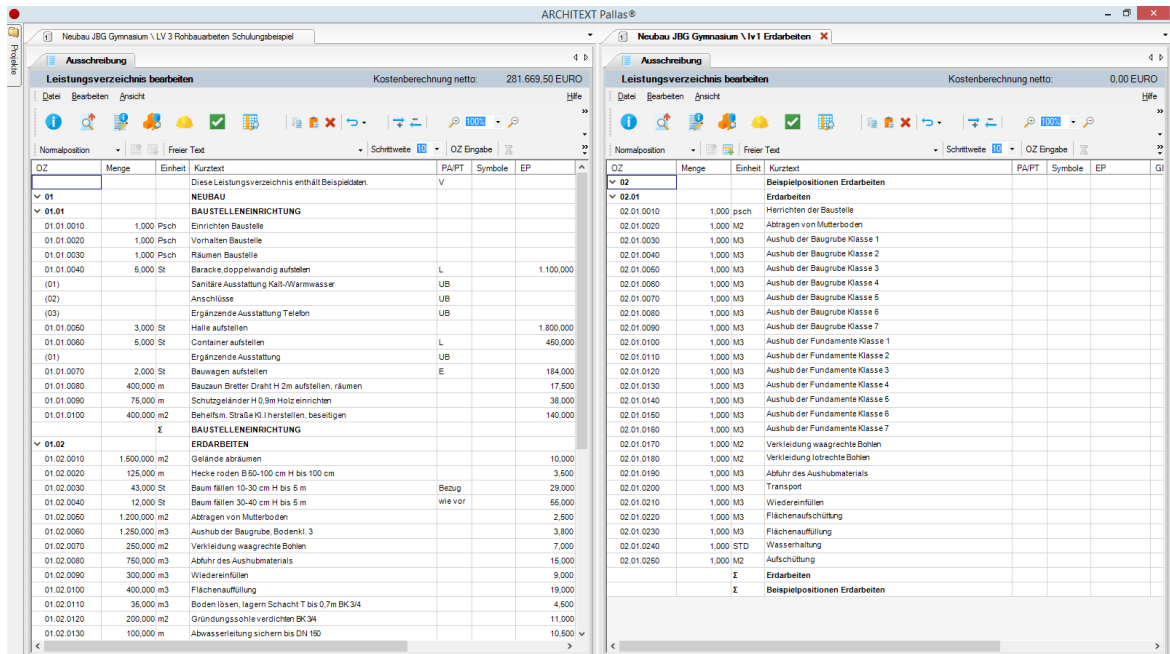 ARCHITEXT Pallas®
Projekte
Neubau JBG Gymnasium \ LV 3 Rohbauarbeiten Schulungsbeispiel
Ausschreibung
Leistungsverzeichnis bearbeiten Kostenberechnung netto: 281.669,50 EURO
Datei Bearbeiten Ansicht Hilfe
100%
Normalposition Freier Text Schrittweite 10 OZ Eingabe
OZ Menge Einheit Kurztext PA/PT Symbole EP
Diese Leistungsverzeichnis enthält Beispieldaten. V
01 NEUBAU
01.01 BAUSTELLENEINRICHTUNG
01.01.0010 1,000 Psch Einrichten Baustelle
01.01.0020 1,000 Psch Vorhalten Baustelle
01.01.0030 1,000 Psch Räumen Baustelle
01.01.0040 5,000 St Baracke,doppelwandig aufstellen L 1.100,000
(01) Sanitäre Ausstattung Kalt-/Warmwasser UB
(02) Anschlüsse UB
(03) Ergänzende Ausstattung Telefon UB
01.01.0050 3,000 St Halle aufstellen 1.800,000
01.01.0060 5,000 St Container aufstellen L 450,000
(01) Ergänzende Ausstattung UB
01.01.0070 2,000 St Bauwagen aufstellen E 184,000
01.01.0080 400,000 m Bauzaun Bretter Draht H 2m aufstellen, räumen 17,500
01.01.0090 75,000 m Schutzgeländer H 0,9m Holz einrichten 38,000
01.01.0100 400,000 m2 Behelfsm. Straße Kl.I herstellen, beseitigen 140,000
Σ BAUSTELLENEINRICHTUNG
01.02 ERDARBEITEN
01.02.0010 1.500,000 m2 Gelände abräumen 10,000
01.02.0020 125,000 m Hecke roden B 50-100 cm H bis 100 cm 3,500
01.02.0030 43,000 St Baum fällen 10-30 cm H bis 5 m Bezug 29,000
01.02.0040 12,000 St Baum fällen 30-40 cm H bis 5 m wie vor 55,000
01.02.0050 1.200,000 m2 Abtragen von Mutterboden 2,500
01.02.0060 1.250,000 m3 Aushub der Baugrube, Bodenkl. 3 3,800
01.02.0070 250,000 m2 Verkleidung waagrechte Bohlen 7,000
01.02.0080 750,000 m3 Abfuhr des Aushubmaterials 15,000
01.02.0090 300,000 m3 Wiedereinfüllen 9,000
01.02.0100 400,000 m3 Flächenauffüllung 19,000
01.02.0110 35,000 m3 Boden lösen, lagern Schacht T bis 0,7m BK 3/4 4,500
01.02.0120 200,000 m2 Gründungssohle verdichten BK 3/4 11,000
01.02.0130 100,000 m Abwasserleitung sichern bis DN 150 10,500
Neubau JBG Gymnasium \ lv1 Erdarbeiten
Ausschreibung
Leistungsverzeichnis bearbeiten Kostenberechnung netto: 0,00 EURO
Datei Bearbeiten Ansicht Hilfe
100%
Normalposition Freier Text Schrittweite 10 OZ Eingabe
OZ Menge Einheit Kurztext PA/PT Symbole EP
02 Beispielpositionen Erdarbeiten
02.01 Erdarbeiten
02.01.0010 1,000 psch Herrichten der Baustelle
02.01.0020 1,000 M2 Abtragen von Mutterboden
02.01.0030 1,000 M3 Aushub der Baugrube Klasse 1
02.01.0040 1,000 M3 Aushub der Baugrube Klasse 2
02.01.0050 1,000 M3 Aushub der Baugrube Klasse 3
02.01.0060 1,000 M3 Aushub der Baugrube Klasse 4
02.01.0070 1,000 M3 Aushub der Baugrube Klasse 5
02.01.0080 1,000 M3 Aushub der Baugrube Klasse 6
02.01.0090 1,000 M3 Aushub der Baugrube Klasse 7
02.01.0100 1,000 M3 Aushub der Fundamente Klasse 1
02.01.0110 1,000 M3 Aushub der Fundamente Klasse 2
02.01.0120 1,000 M3 Aushub der Fundamente Klasse 3
02.01.0130 1,000 M3 Aushub der Fundamente Klasse 4
02.01.0140 1,000 M3 Aushub der Fundamente Klasse 5
02.01.0150 1,000 M3 Aushub der Fundamente Klasse 6
02.01.0160 1,000 M3 Aushub der Fundamente Klasse 7
02.01.0170 1,000 M2 Verkleidung waagrechte Bohlen
02.01.0180 1,000 M2 Verkleidung lotrechte Bohlen
02.01.0190 1,000 M3 Abfuhr des Aushubmaterials
02.01.0200 1,000 M3 Transport
02.01.0210 1,000 M3 Wiedereinfüllen
02.01.0220 1,000 M3 Flächenaufschüttung
02.01.0230 1,000 M3 Flächenauffüllung
02.01.0240 1,000 STD Wasserhaltung
02.01.0250 1,000 M2 Aufschüttung
Σ Erdarbeiten
Σ Beispielpositionen Erdarbeiten